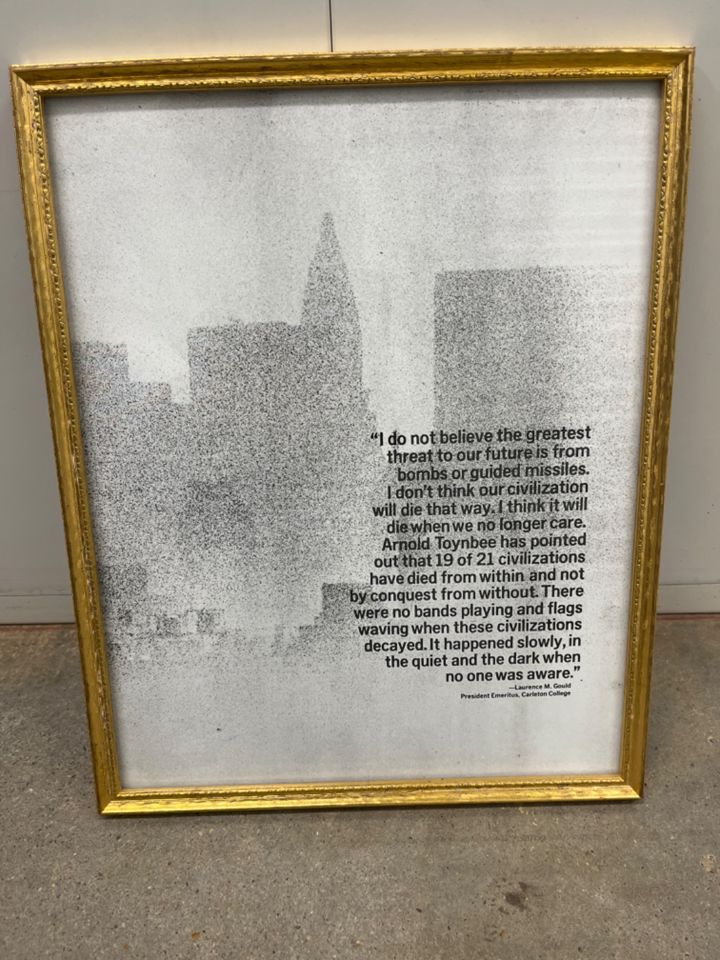 “I do not believe the greatest
threat to our future is from
bombs or guided missiles.
I don't think our civilization
will die that way. I think it will
die when we no longer care.
Arnold Toynbee has pointed
out that 19 of 21 civilizations
have died from within and not
by conquest from without. There
were no bands playing and flags
waving when these civilizations
decayed. It happened slowly, in
the quiet and the dark when
no one was aware.”
—Laurence M. Gould
President Emeritus, Carleton College